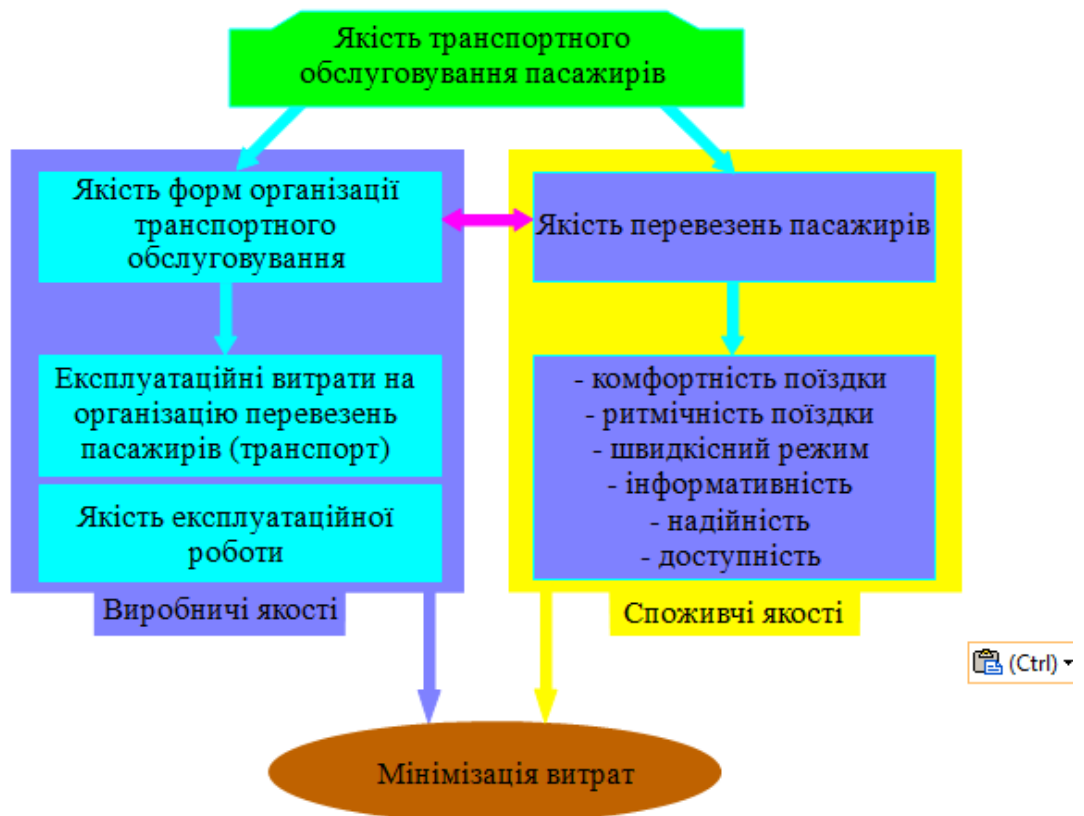 Якість транспортного
обслуговування пасажирів
Якість форм організації
транспортного
обслуговування
Якість перевезень пасажирів
Експлуатаційні витрати на
організацію перевезень
пасажирів (транспорт)
Якість експлуатаційної
роботи
- комфортність поїздки
- ритмічність поїздки
- швидкісний режим
- інформативність
- надійність
- доступність
Виробничі якості
Споживчі якості
(Ctrl)
Мінімізація витрат